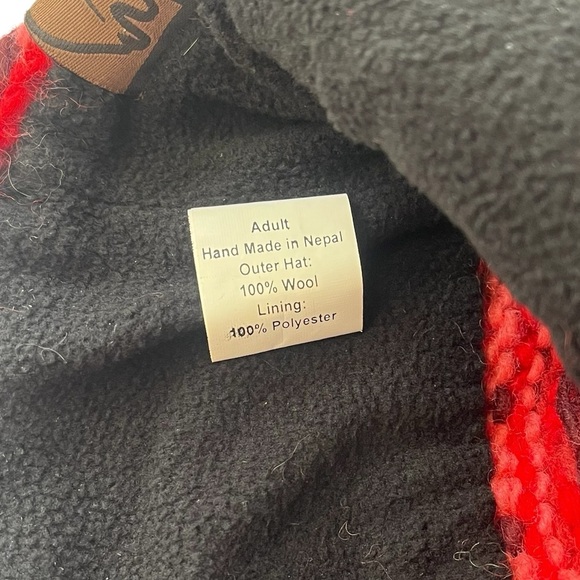 Adult
Hand Made in Nepal
Outer Hat:
100% Wool
Lining:
100% Polyester